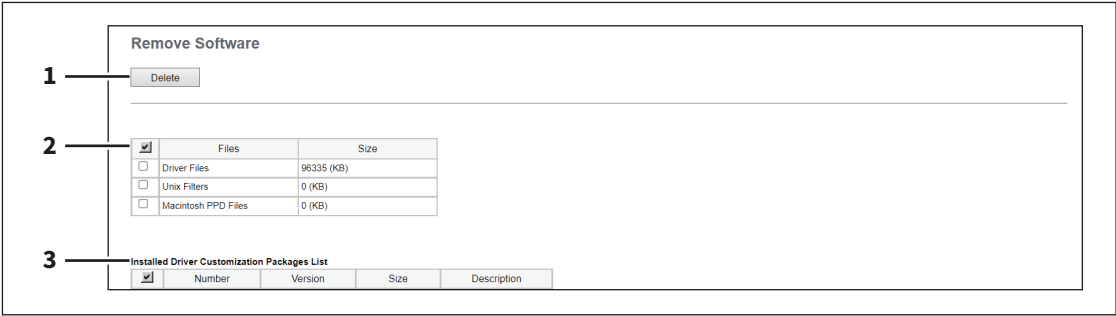 Remove Software
1
Delete
2
Files Size
Driver Files 96335 (KB)
Unix Filters 0 (KB)
Macintosh PPD Files 0 (KB)
3
Installed Driver Customization Packages List
Number Version Size Description